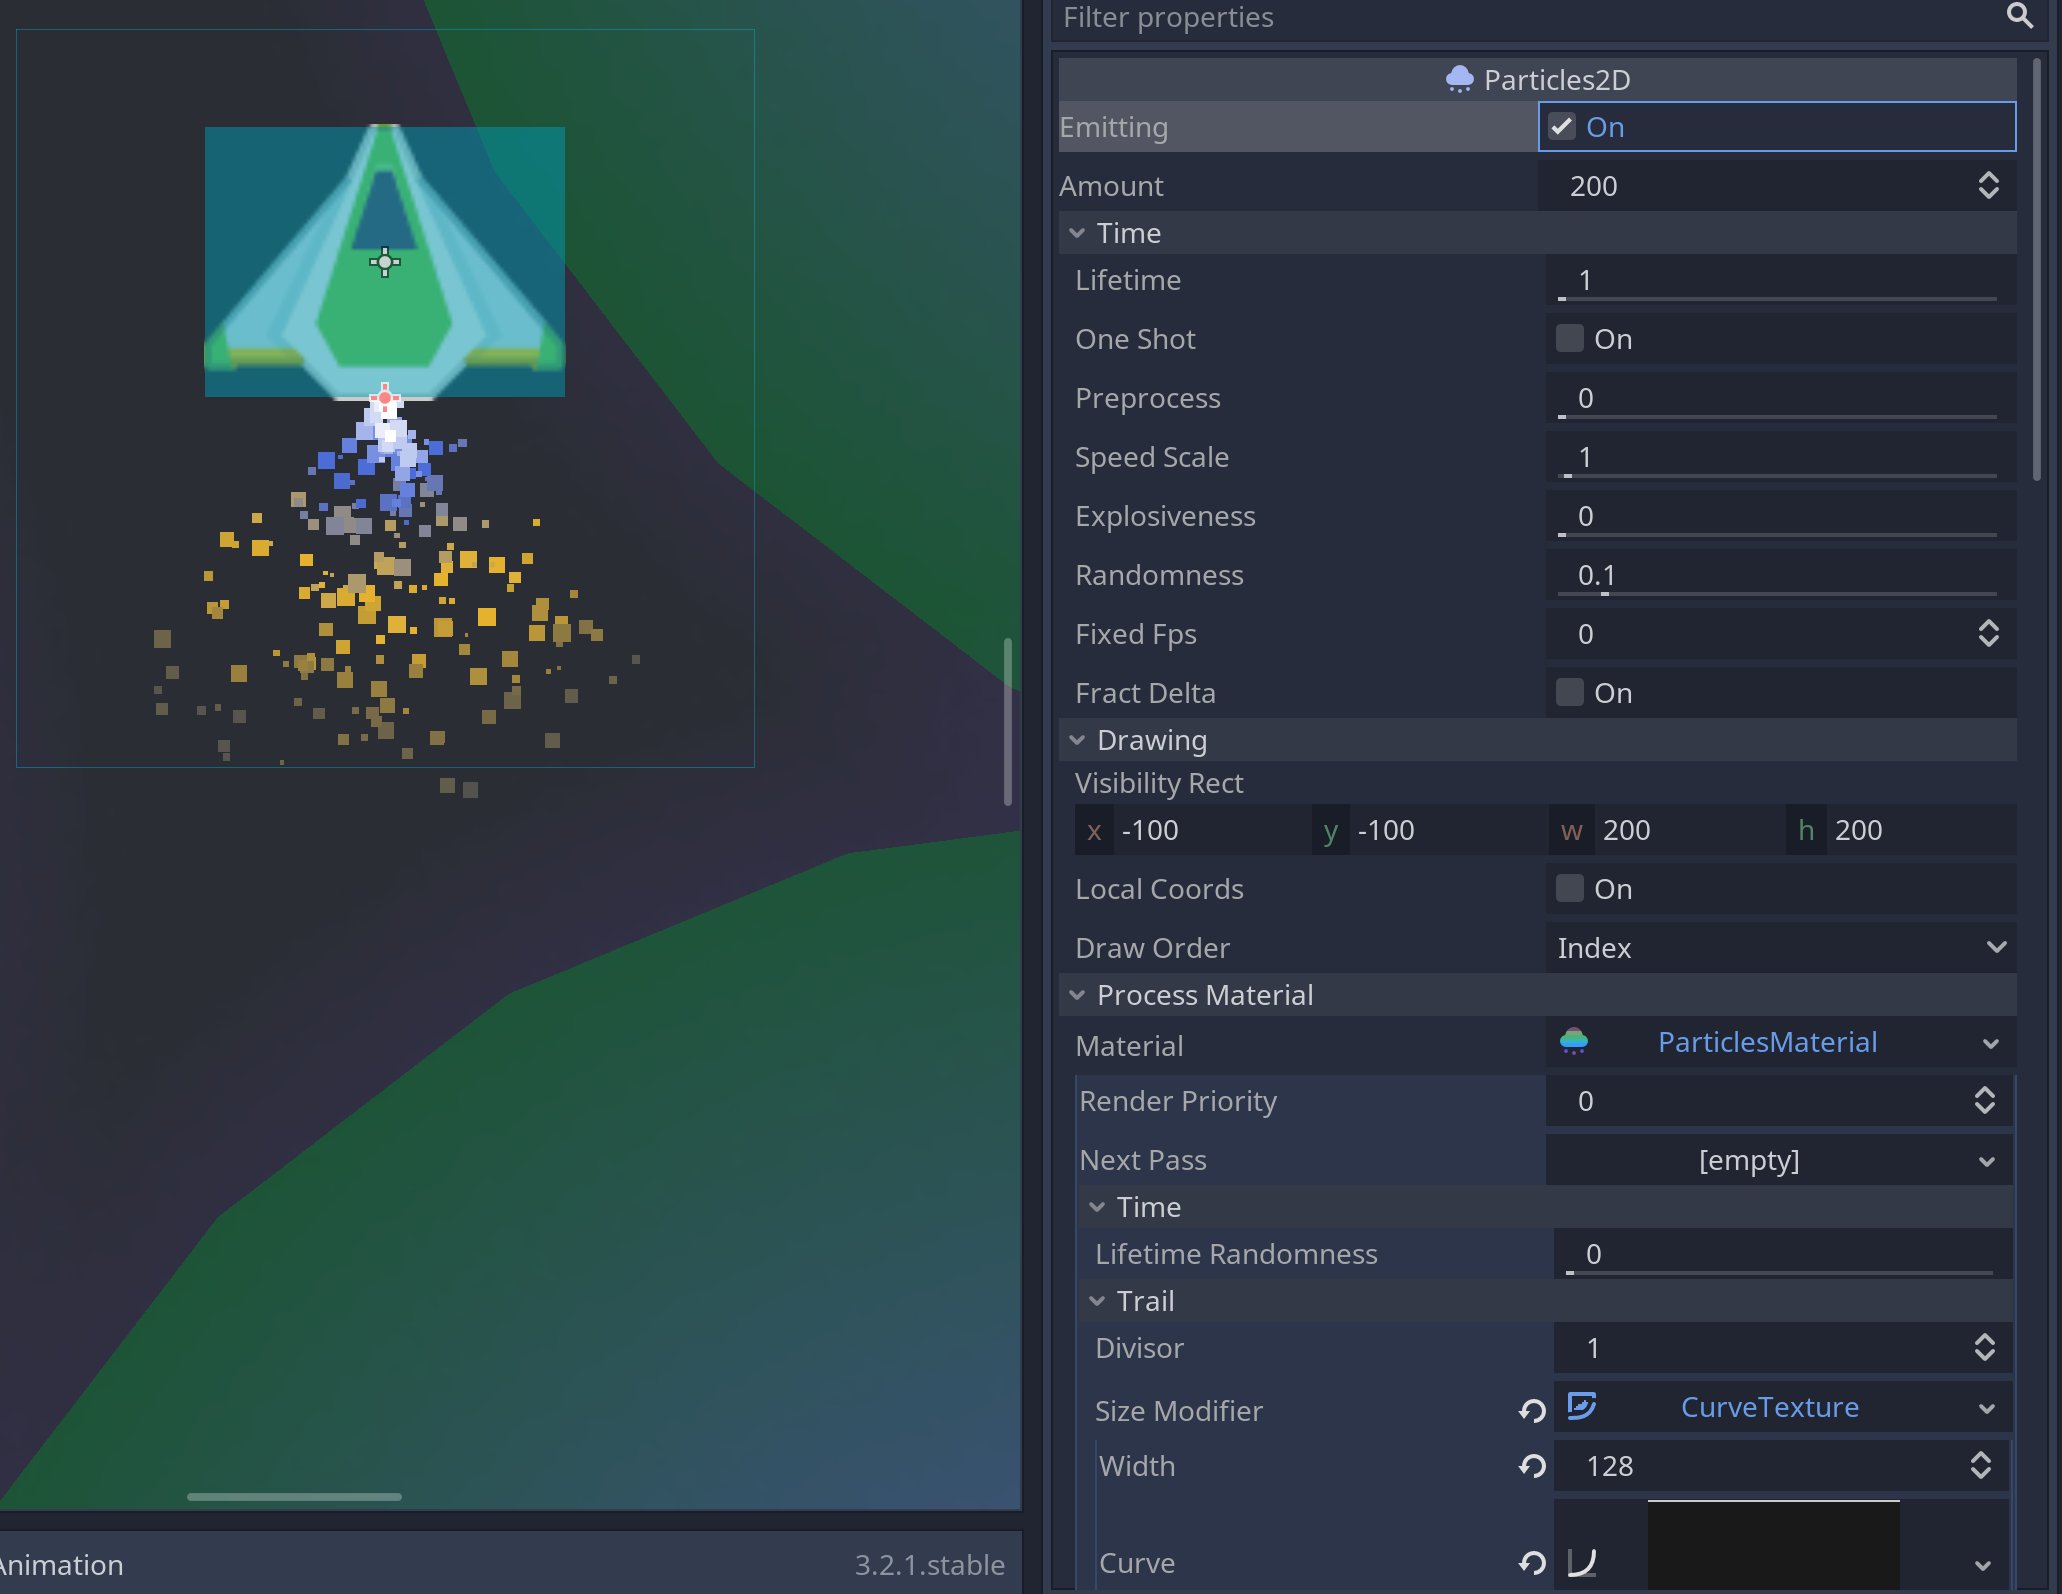 Filter properties
Particles2D
Emitting On
Amount 200
Time
Lifetime 1
One Shot On
Preprocess 0
Speed Scale 1
Explosiveness 0
Randomness 0.1
Fixed Fps 0
Fract Delta On
Drawing
Visibility Rect
x -100 y -100 w 200 h 200
Local Coords On
Draw Order Index
Process Material
Material ParticlesMaterial
Render Priority 0
Next Pass [empty]
Time
Lifetime Randomness 0
Trail
Divisor 1
Size Modifier CurveTexture
Width 128
Curve
Animation 3.2.1.stable